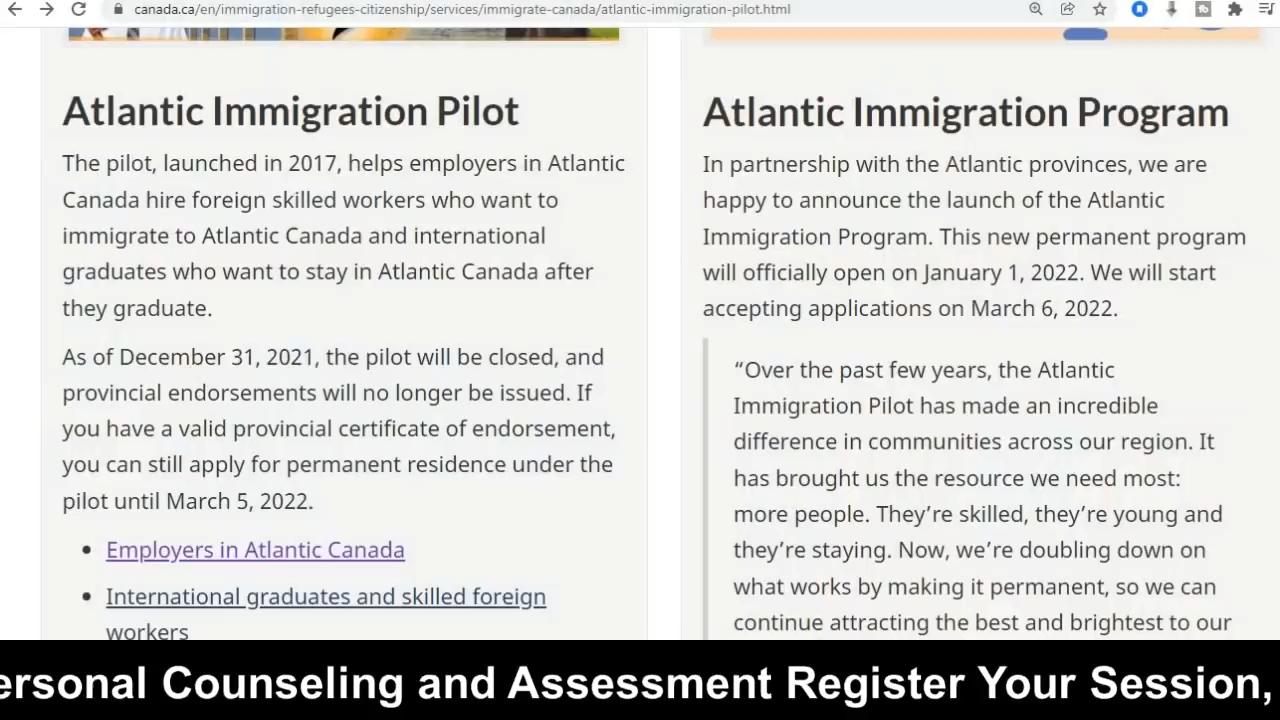 canada.ca/en/immigration-refugees-citizenship/services/immigrate-canada/atlantic-immigration-pilot.html
Atlantic Immigration Pilot
The pilot, launched in 2017, helps employers in Atlantic
Canada hire foreign skilled workers who want to
immigrate to Atlantic Canada and international
graduates who want to stay in Atlantic Canada after
they graduate.
As of December 31, 2021, the pilot will be closed, and
provincial endorsements will no longer be issued. If
you have a valid provincial certificate of endorsement,
you can still apply for permanent residence under the
pilot until March 5, 2022.
• Employers in Atlantic Canada
• International graduates and skilled foreign
workers
Atlantic Immigration Program
In partnership with the Atlantic provinces, we are
happy to announce the launch of the Atlantic
Immigration Program. This new permanent program
will officially open on January 1, 2022. We will start
accepting applications on March 6, 2022.
“Over the past few years, the Atlantic
Immigration Pilot has made an incredible
difference in communities across our region. It
has brought us the resource we need most:
more people. They’re skilled, they’re young and
they’re staying. Now, we’re doubling down on
what works by making it permanent, so we can
continue attracting the best and brightest to our
ersonal Counseling and Assessment Register Your Session,